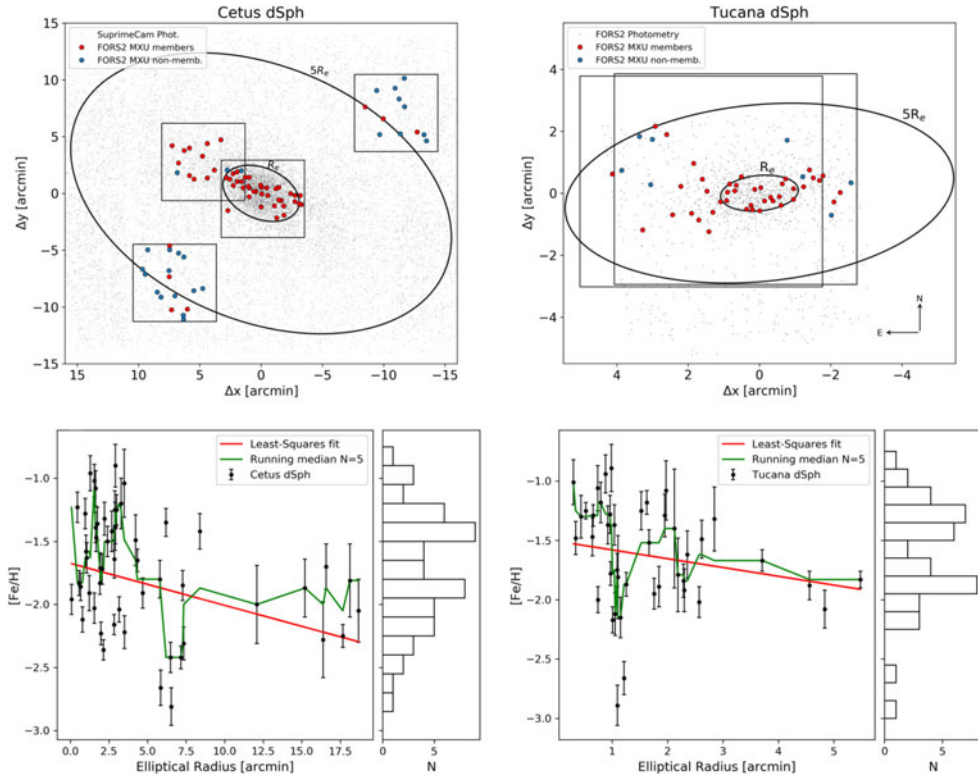 Cetus dSph
Tucana dSph
SuprimeCam Phot.
FORS2 MXU members
FORS2 MXU non-memb.
5Rₑ
Rₑ
15
10
5
0
−5
−10
−15
Δy [arcmin]
15 10 5 0 −5 −10 −15
Δx [arcmin]
FORS2 Photometry
FORS2 MXU members
FORS2 MXU non-memb.
5Rₑ
Rₑ
N
E
4
2
0
−2
−4
Δy [arcmin]
4 2 0 −2 −4
Δx [arcmin]
Least-Squares fit
Running median N=5
Cetus dSph
−1.0
−1.5
−2.0
−2.5
−3.0
[Fe/H]
0.0 2.5 5.0 7.5 10.0 12.5 15.0 17.5
Elliptical Radius [arcmin]
0 5
N
Least-Squares fit
Running median N=5
Tucana dSph
−1.0
−1.5
−2.0
−2.5
−3.0
[Fe/H]
1 2 3 4 5
Elliptical Radius [arcmin]
0 5
N